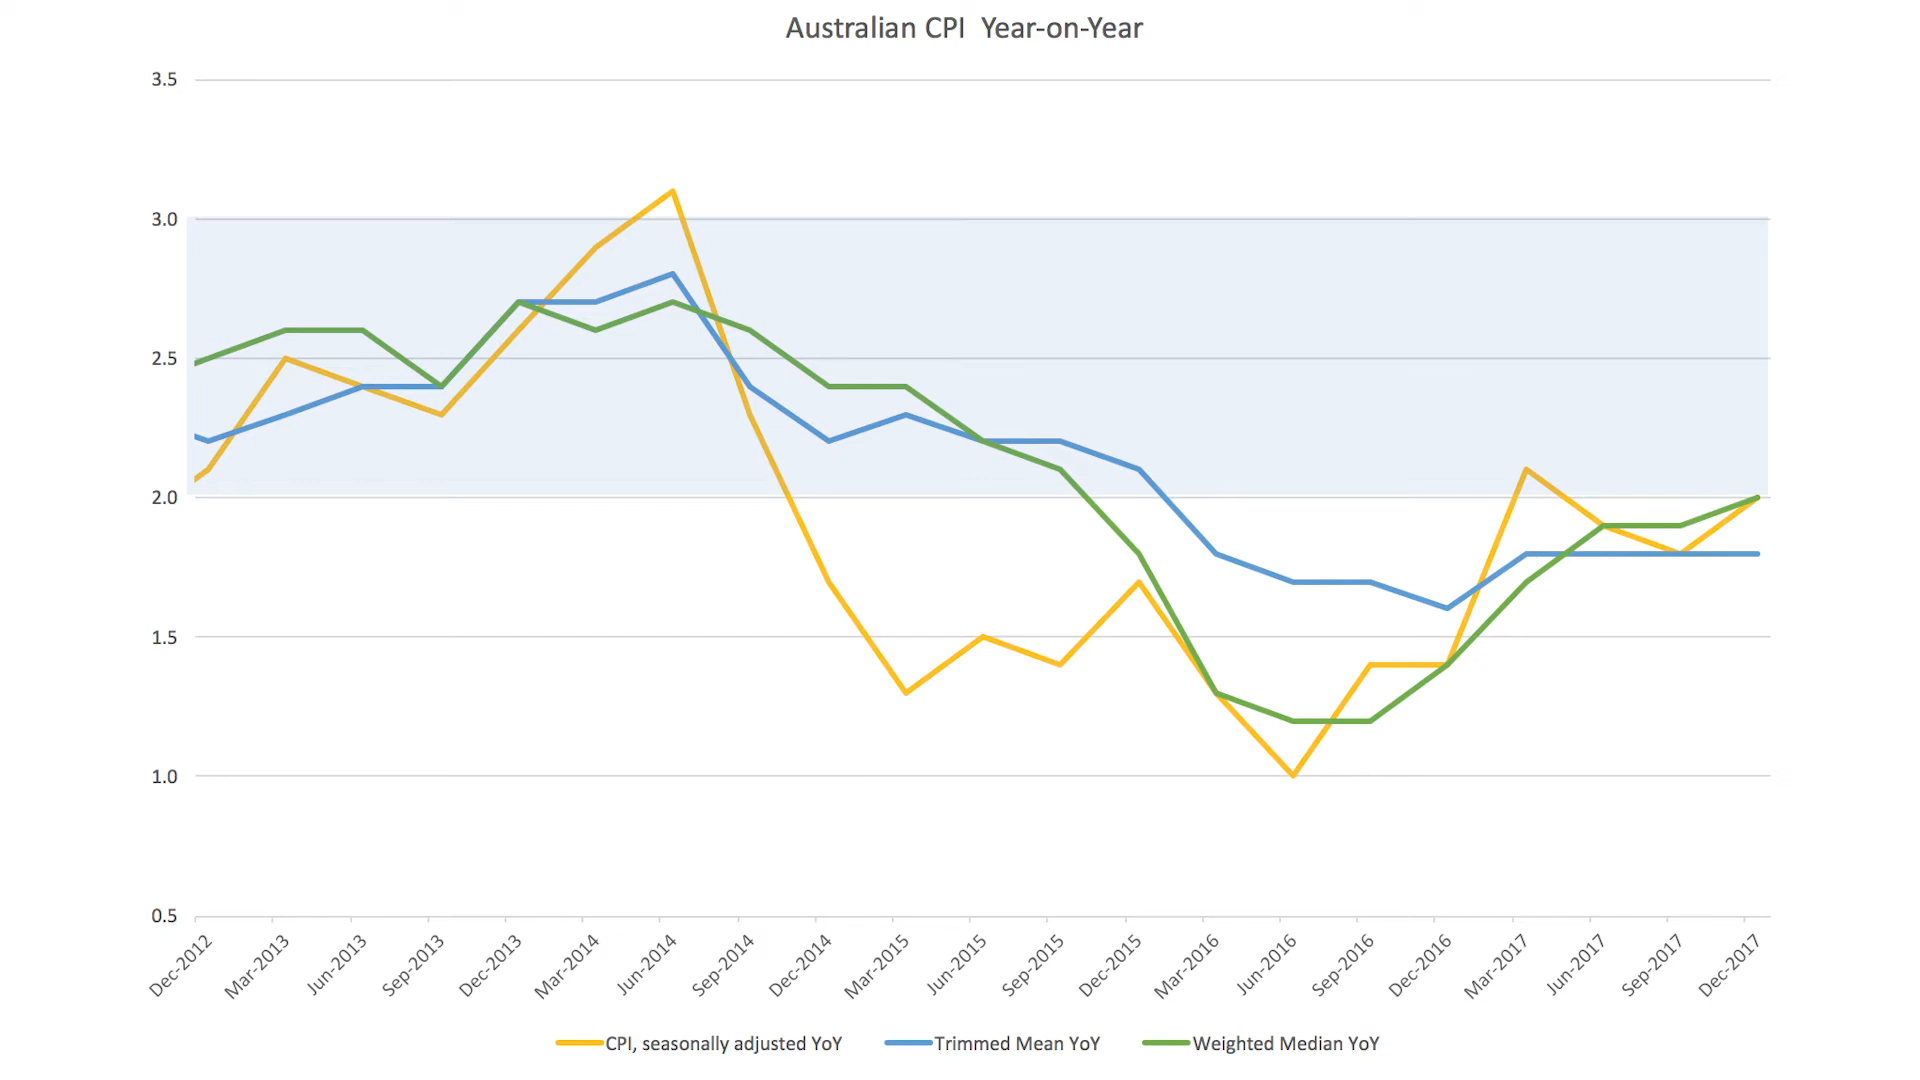 Australian CPI  Year-on-Year
3.5
3.0
2.5
2.0
1.5
1.0
0.5
Dec-2012
Mar-2013
Jun-2013
Sep-2013
Dec-2013
Mar-2014
Jun-2014
Sep-2014
Dec-2014
Mar-2015
Jun-2015
Sep-2015
Dec-2015
Mar-2016
Jun-2016
Sep-2016
Dec-2016
Mar-2017
Jun-2017
Sep-2017
Dec-2017
CPI, seasonally adjusted YoY
Trimmed Mean YoY
Weighted Median YoY